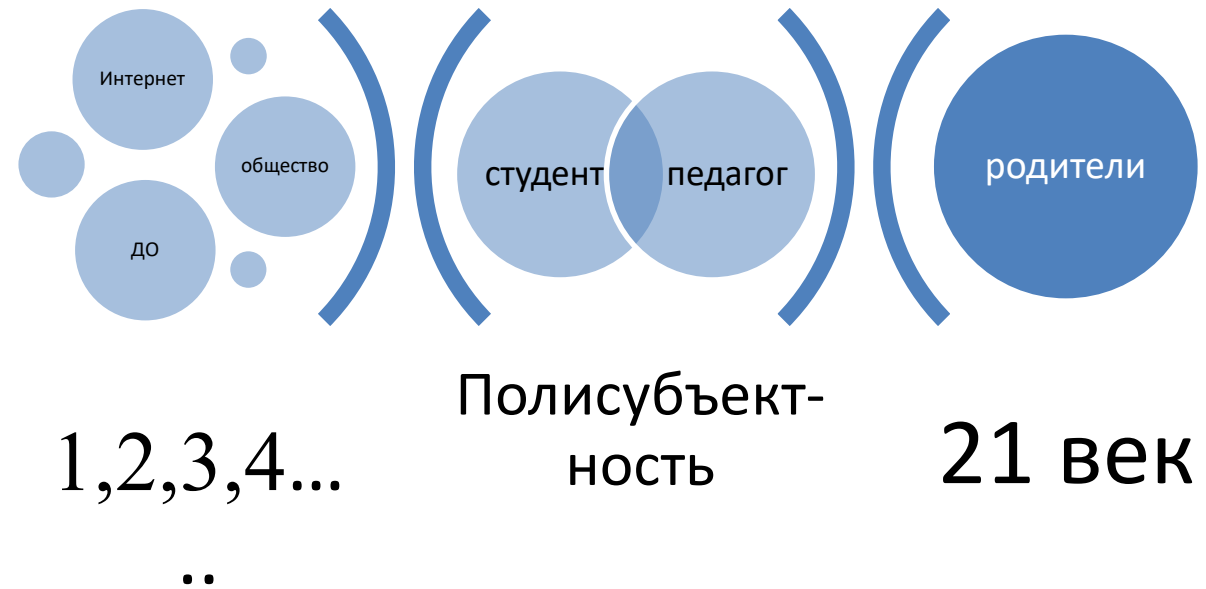 Интернет
общество
ДО
студент
педагог
родители
1,2,3,4...
..
Полисубъект-
ность
21 век